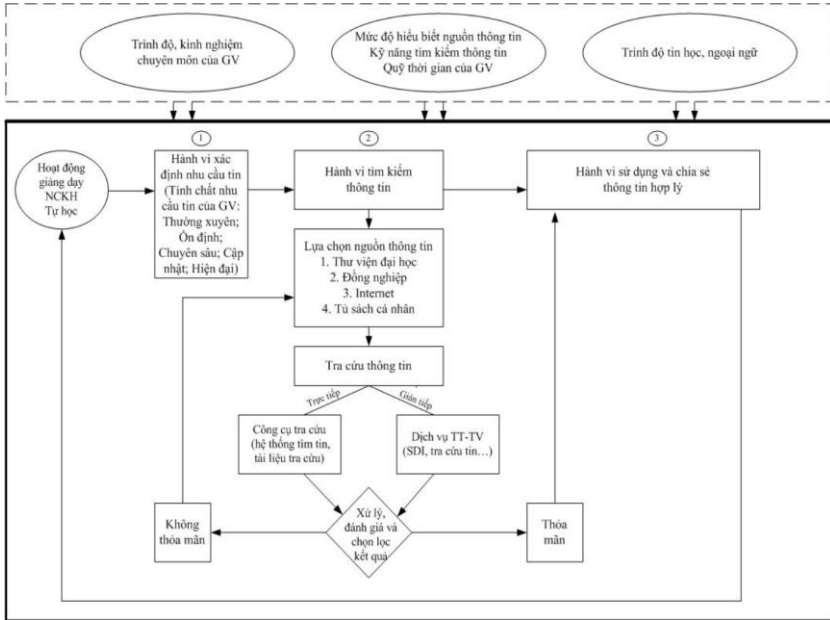 Trình độ, kinh nghiệm
chuyên môn của GV
Mức độ hiểu biết nguồn thông tin
Kỹ năng tìm kiếm thông tin
Quỹ thời gian của GV
Trình độ tin học, ngoại ngữ
1
2
3
Hoạt động
giảng dạy
NCKH
Tự học
Hành vi xác
định nhu cầu tin
(Tính chất nhu
cầu tin của GV:
Thường xuyên;
Ổn định;
Chuyên sâu; Cập
nhật; Hiện đại)
Hành vi tìm kiếm
thông tin
Hành vi sử dụng và chia sẻ
thông tin hợp lý
Lựa chọn nguồn thông tin
1. Thư viện đại học
2. Đồng nghiệp
3. Internet
4. Tủ sách cá nhân
Tra cứu thông tin
Trực tiếp
Gián tiếp
Công cụ tra cứu
(hệ thống tìm tin,
tài liệu tra cứu)
Dịch vụ TT-TV
(SDI, tra cứu tin…)
Không
thỏa mãn
Xử lý,
đánh giá và
chọn lọc
kết quả
Thỏa
mãn